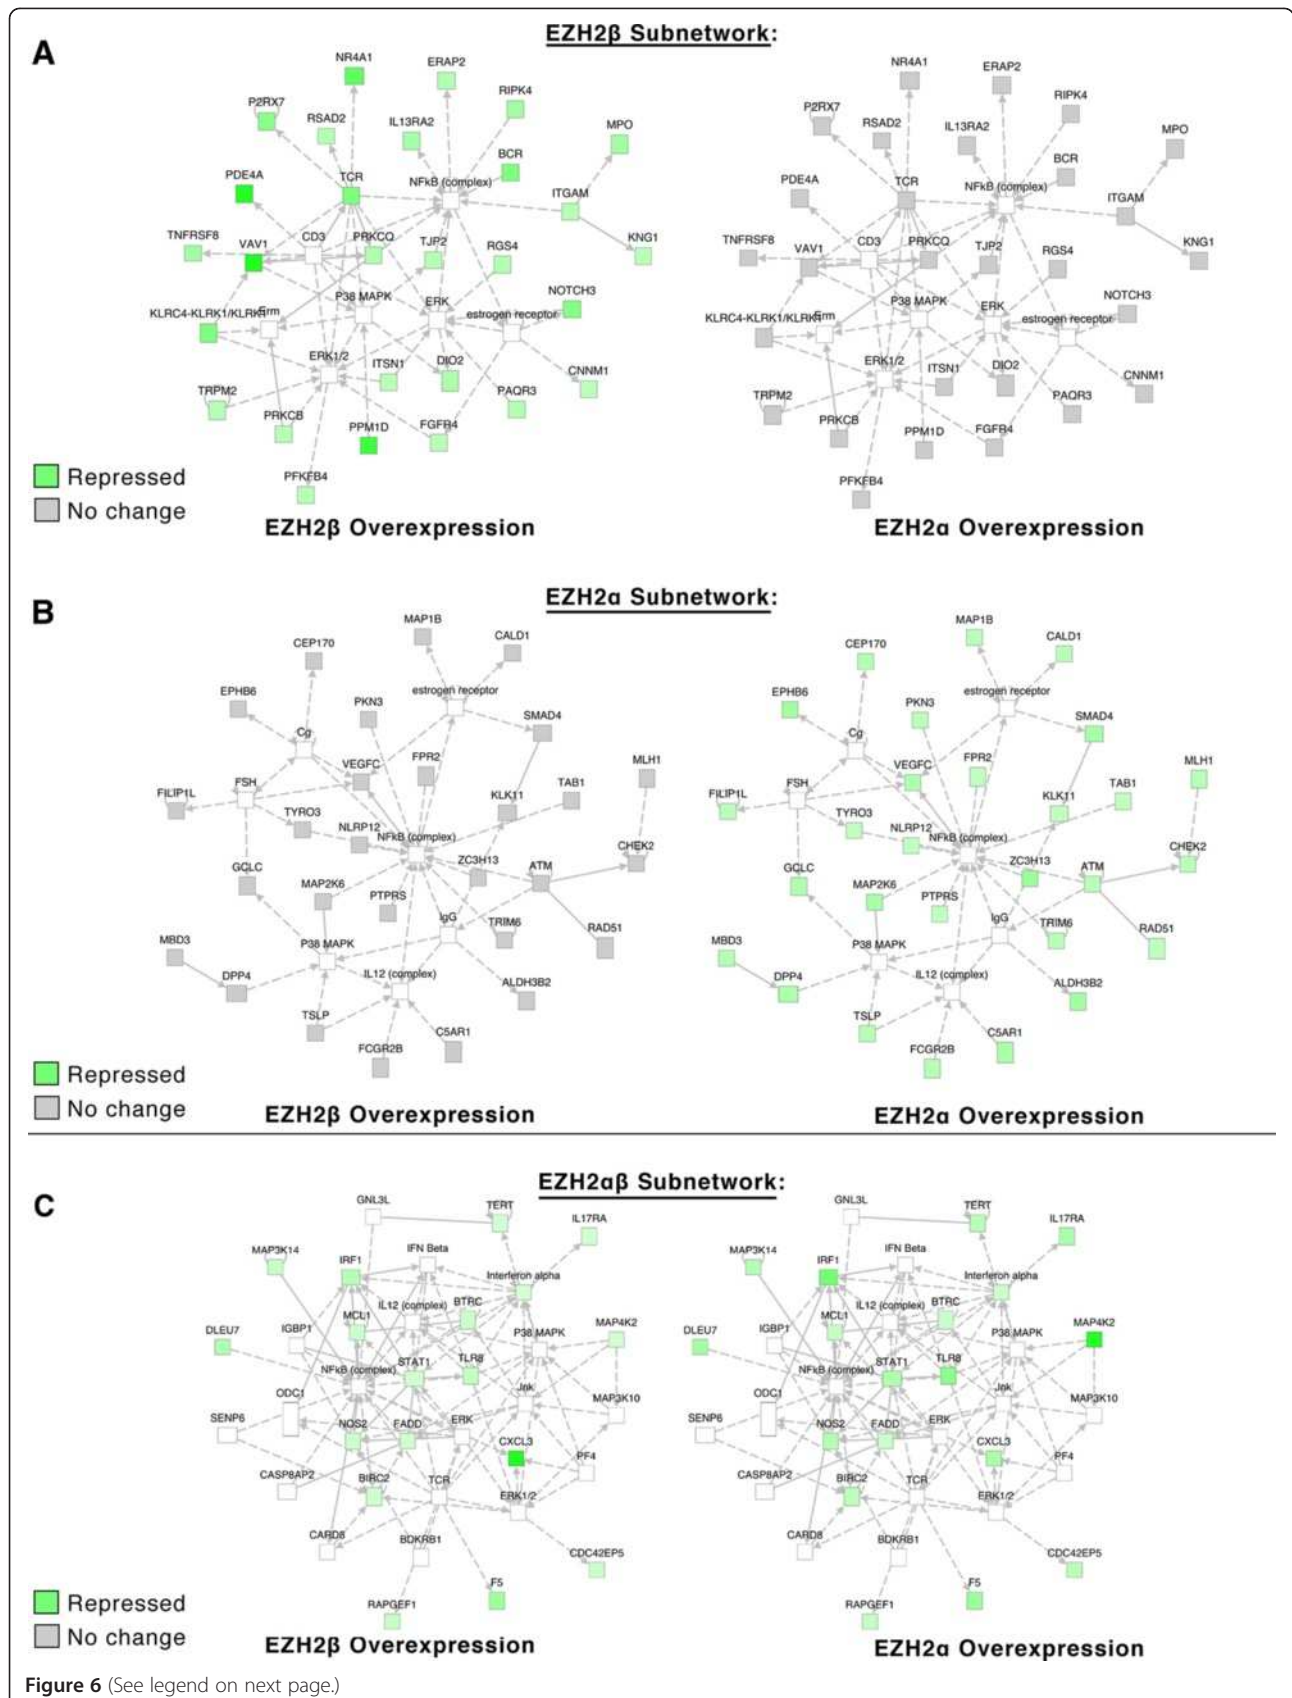 A
EZH2β Subnetwork:
NR4A1
ERAP2
P2RX7
RSAD2
IL13RA2
RIPK4
MPO
BCR
PDE4A
TCR
NFkB (complex)
ITGAM
TNFRSF8
VAV1
CD3
PRKCQ
TJP2
RGS4
KNG1
P38 MAPK
ERK
NOTCH3
KLRC4-KLRK1/KLRK1
Erm
estrogen receptor
ERK1/2
ITSN1
DIO2
CNNM1
TRPM2
PRKCB
PAQR3
PPM1D
FGFR4
PFKFB4
NR4A1
ERAP2
P2RX7
RSAD2
IL13RA2
RIPK4
MPO
BCR
PDE4A
TCR
NFkB (complex)
ITGAM
TNFRSF8
VAV1
CD3
PRKCQ
TJP2
RGS4
KNG1
P38 MAPK
ERK
NOTCH3
KLRC4-KLRK1/KLRK1
Erm
estrogen receptor
ERK1/2
ITSN1
DIO2
CNNM1
TRPM2
PRKCB
PAQR3
PPM1D
FGFR4
PFKFB4
Repressed
No change
EZH2β Overexpression
EZH2α Overexpression
B
EZH2α Subnetwork:
MAP1B
CEP170
CALD1
EPHB6
PKN3
estrogen receptor
SMAD4
Cg
VEGFC
FPR2
MLH1
FSH
FILIP1L
TYRO3
NLRP12
KLK11
TAB1
NFkB (complex)
CHEK2
GCLC
MAP2K6
ZC3H13
ATM
PTPRS
IgG
TRIM6
RAD51
MBD3
P38 MAPK
DPP4
IL12 (complex)
ALDH3B2
TSLP
FCGR2B
C5AR1
MAP1B
CEP170
CALD1
EPHB6
PKN3
estrogen receptor
SMAD4
Cg
VEGFC
FPR2
MLH1
FSH
FILIP1L
TYRO3
NLRP12
KLK11
TAB1
NFkB (complex)
CHEK2
GCLC
MAP2K6
ZC3H13
ATM
PTPRS
IgG
TRIM6
RAD51
MBD3
P38 MAPK
DPP4
IL12 (complex)
ALDH3B2
TSLP
FCGR2B
C5AR1
Repressed
No change
EZH2β Overexpression
EZH2α Overexpression
C
EZH2αβ Subnetwork:
GNL3L
TERT
IL17RA
MAP3K14
IRF1
IFN Beta
Interferon alpha
IL12 (complex)
BTRC
MCL1
DLEU7
IGBP1
P38 MAPK
MAP4K2
NFkB (complex)
STAT1
TLR8
ODC1
Jnk
MAP3K10
SENP6
NOS2
FADD
ERK
CXCL3
CASP8AP2
BIRC2
TCR
PF4
ERK1/2
CARD8
BDKRB1
CDC42EP5
RAPGEF1
F5
GNL3L
TERT
IL17RA
MAP3K14
IRF1
IFN Beta
Interferon alpha
IL12 (complex)
BTRC
MCL1
DLEU7
IGBP1
P38 MAPK
MAP4K2
NFkB (complex)
STAT1
TLR8
ODC1
Jnk
MAP3K10
SENP6
NOS2
FADD
ERK
CXCL3
CASP8AP2
BIRC2
TCR
PF4
ERK1/2
CARD8
BDKRB1
CDC42EP5
RAPGEF1
F5
Repressed
No change
EZH2β Overexpression
EZH2α Overexpression
Figure 6 (See legend on next page.)